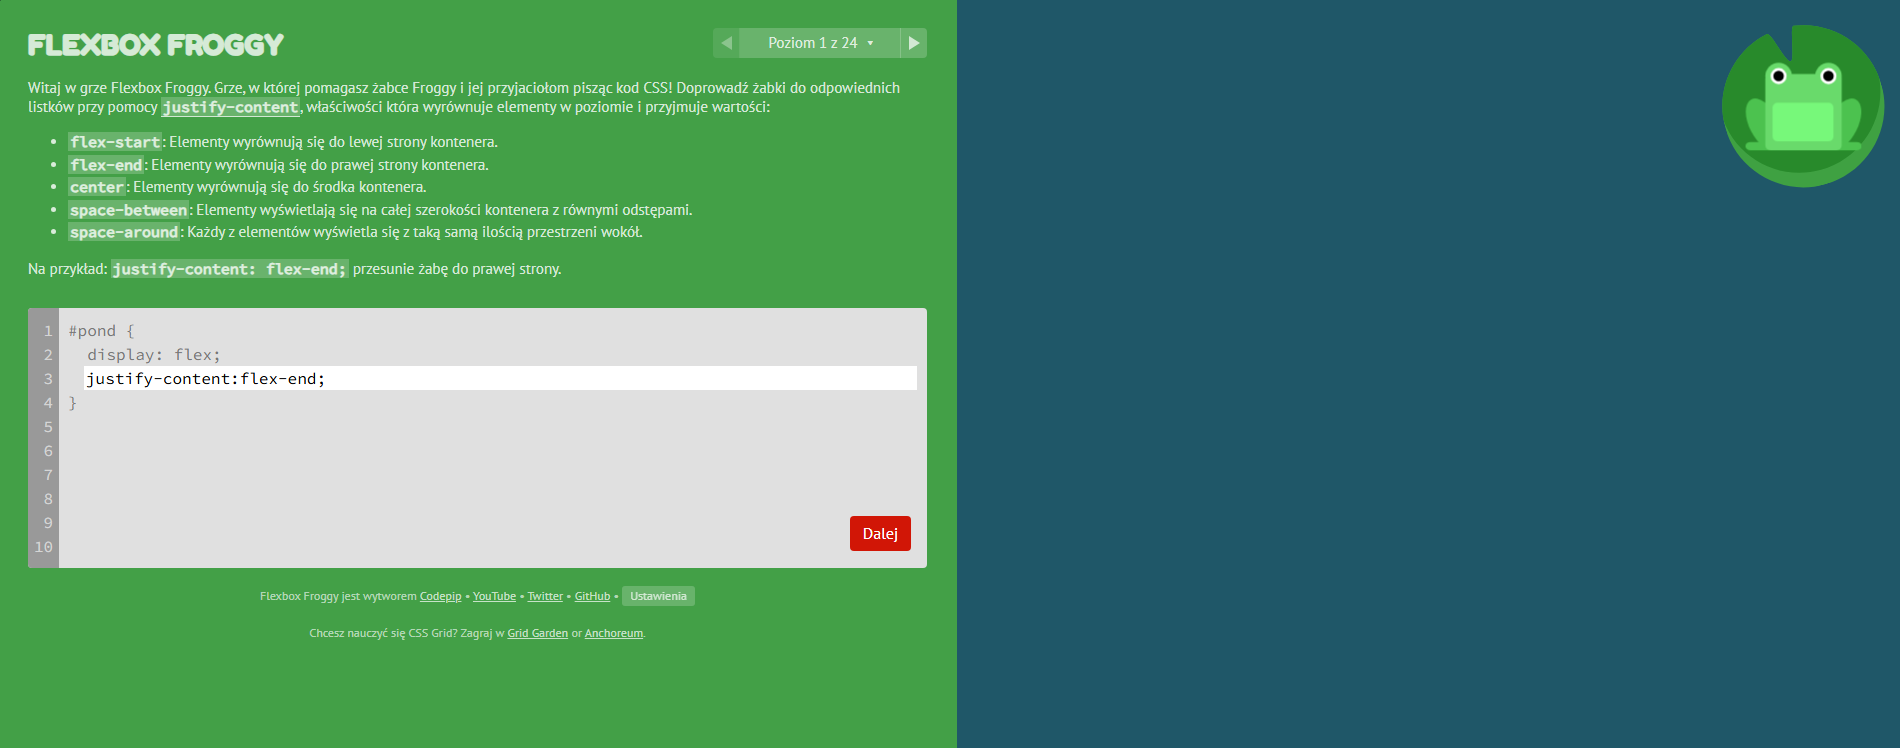 FLEXBOX FROGGY
Poziom 1 z 24
Witaj w grze Flexbox Froggy. Grze, w której pomagasz żabce Froggy i jej przyjaciołom pisząc kod CSS! Doprowadź żabki do odpowiednich
listków przy pomocy justify-content, właściwości która wyrównuje elementy w poziomie i przyjmuje wartości:
• flex-start: Elementy wyrównują się do lewej strony kontenera.
• flex-end: Elementy wyrównują się do prawej strony kontenera.
• center: Elementy wyrównują się do środka kontenera.
• space-between: Elementy wyświetlają się na całej szerokości kontenera z równymi odstępami.
• space-around: Każdy z elementów wyświetla się z taką samą ilością przestrzeni wokół.
Na przykład: justify-content: flex-end; przesunie żabę do prawej strony.
1 #pond {
2 display: flex;
3 justify-content:flex-end;
4 }
5
6
7
8
9
10
Dalej
Flexbox Froggy jest wytworem Codepip • YouTube • Twitter • GitHub • Ustawienia
Chcesz nauczyć się CSS Grid? Zagraj w Grid Garden or Anchoreum.